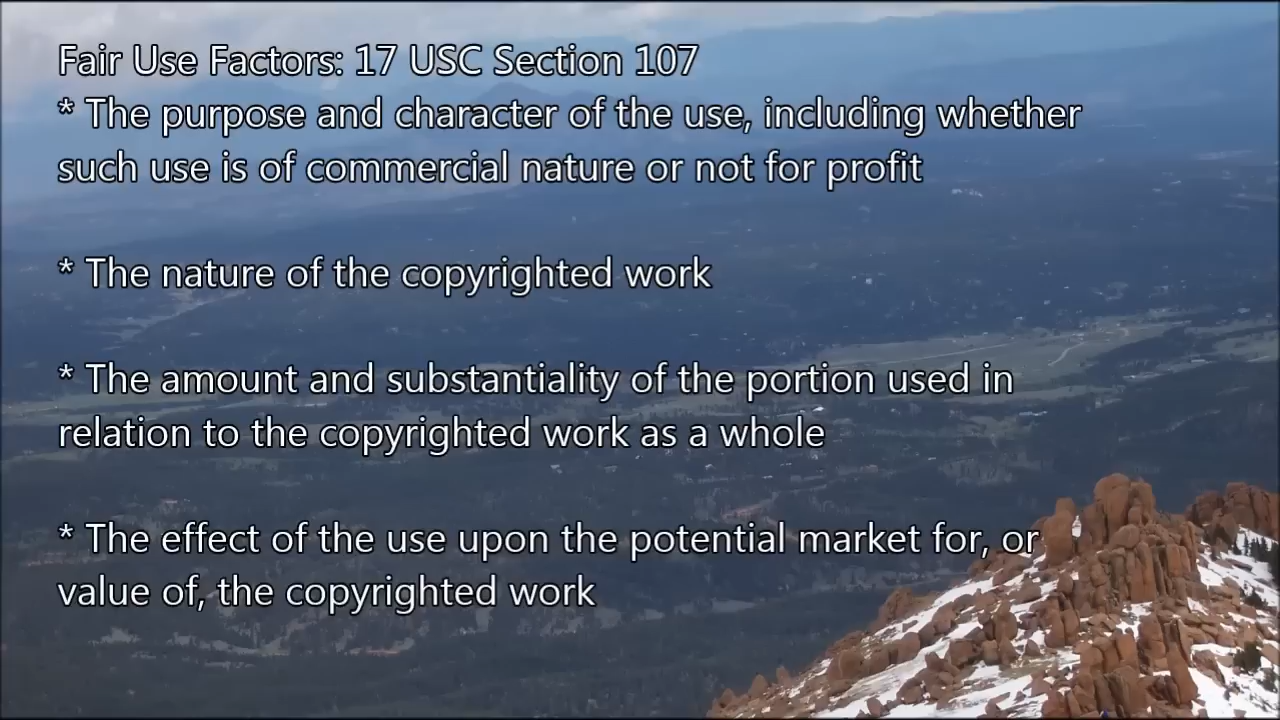 Fair Use Factors: 17 USC Section 107
* The purpose and character of the use, including whether
such use is of commercial nature or not for profit
* The nature of the copyrighted work
* The amount and substantiality of the portion used in
relation to the copyrighted work as a whole
* The effect of the use upon the potential market for, or
value of, the copyrighted work